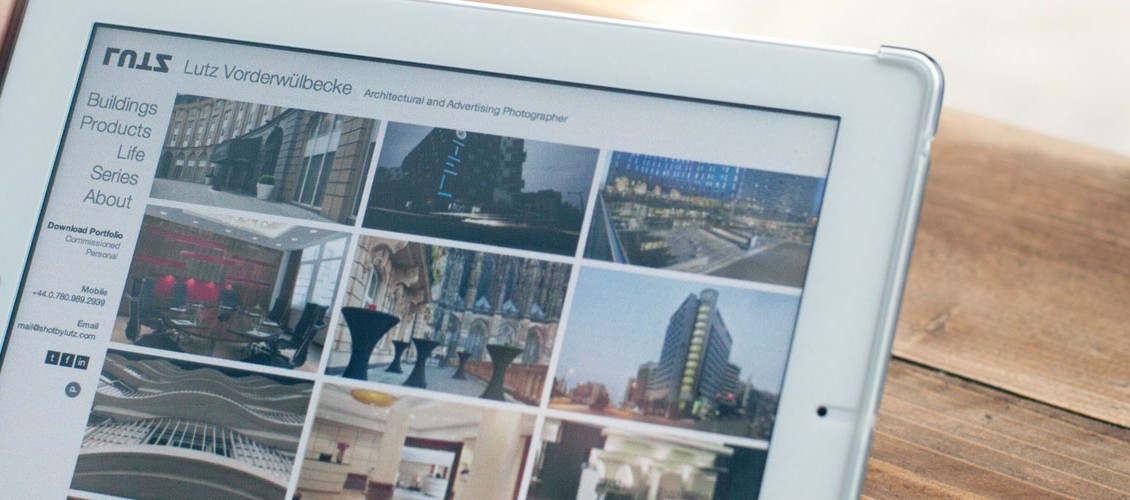 LUTZ Lutz Vorderwülbecke Architectural and Advertising Photographer
Buildings
Products
Life
Series
About
Download Portfolio
Commissioned
Personal
Mobile
+44.0.780.989.2939
Email
mail@shotbylutz.com
t f in